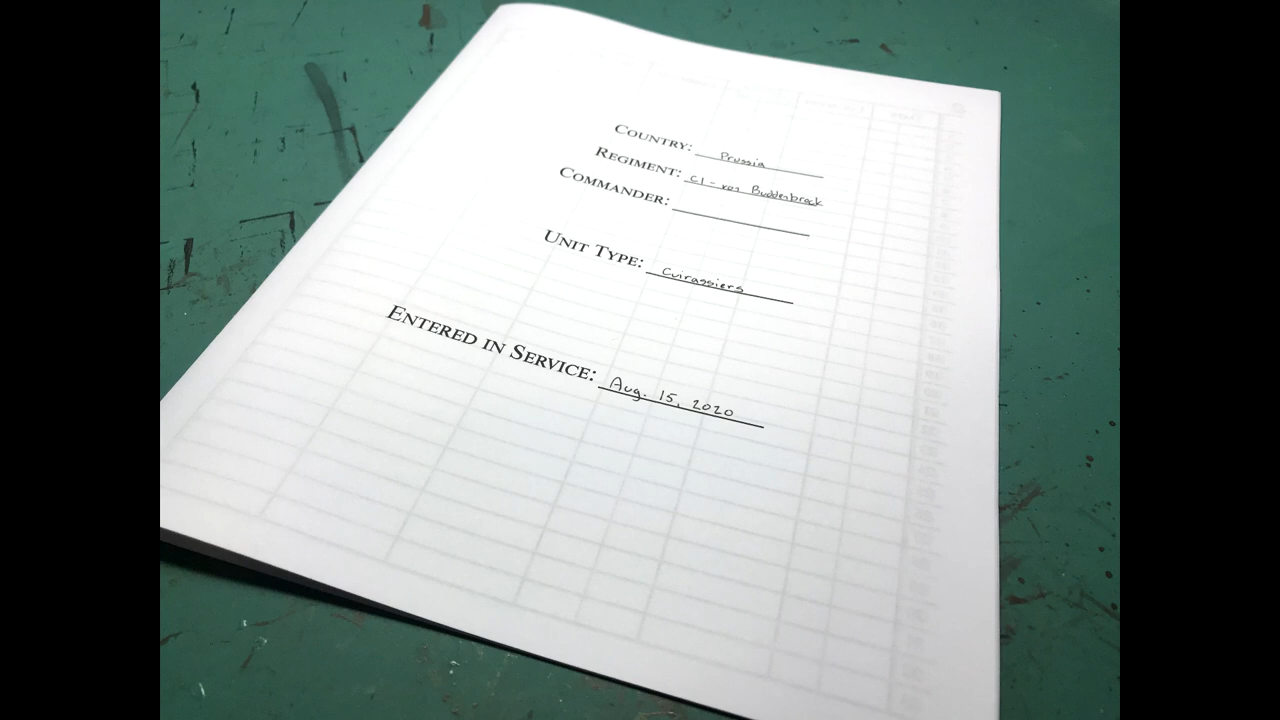 COUNTRY: Prussia
REGIMENT: C1 - von Buddenbrock
COMMANDER:
UNIT TYPE: Cuirassiers
ENTERED IN SERVICE: Aug. 15, 2020